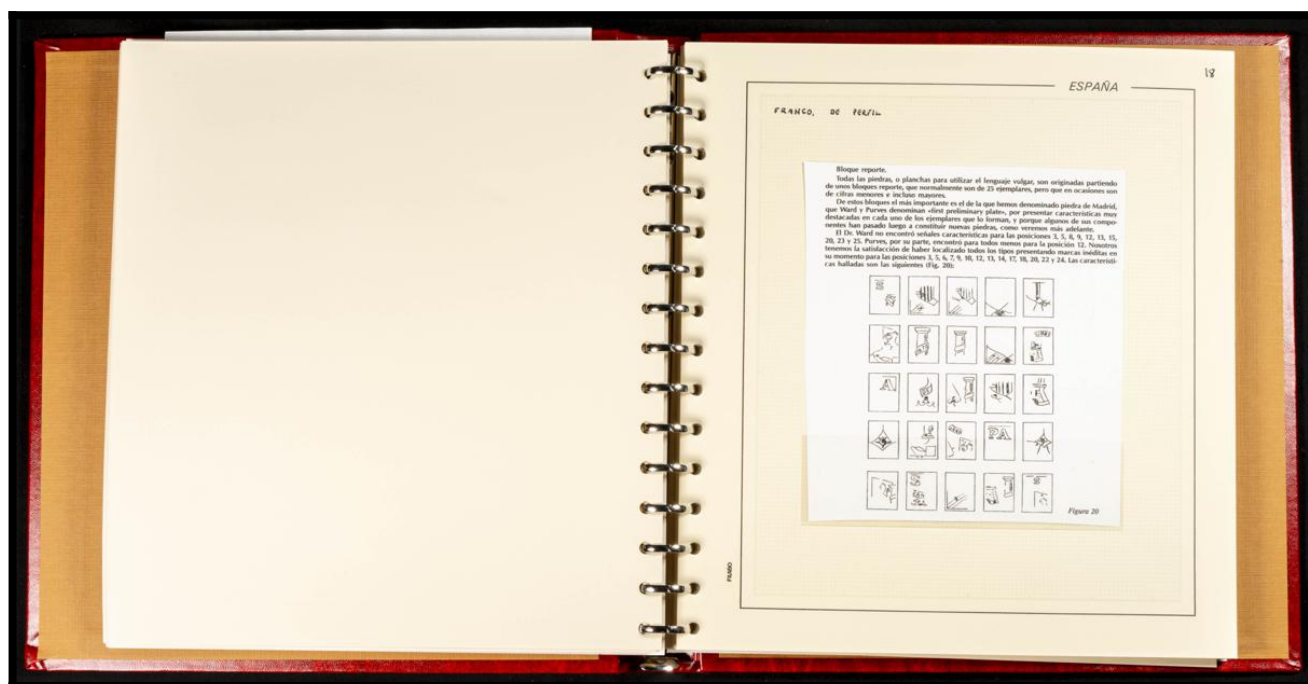 18
ESPAÑA
FRANCO, DE PERFIL
Bloque reporte.
Todas las piedras, o planchas para utilizar el lenguaje vulgar, son originadas partiendo
de unos bloques reporte, que normalmente son de 25 ejemplares, pero que en ocasiones son
de cifras menores e incluso mayores.
De estos bloques el más importante es el de la que hemos denominado piedra de Madrid,
que Ward y Purves denominan «first preliminary plate», por presentar características muy
destacadas en cada uno de los ejemplares que lo forman, y porque algunos de sus compo-
nentes han pasado luego a constituir nuevas piedras, como veremos más adelante.
El Dr. Ward no encontró señales características para las posiciones 3, 5, 8, 9, 12, 13, 15,
20, 23 y 25. Purves, por su parte, encontró para todos menos para la posición 12. Nosotros
tenemos la satisfacción de haber localizado todos los tipos presentando marcas inéditas en
su momento para las posiciones 3, 5, 6, 7, 9, 10, 12, 13, 14, 17, 18, 20, 22 y 24. Las caracterís-
cas halladas son las siguientes (Fig. 20):
A
PA
Figura 20
FILABO